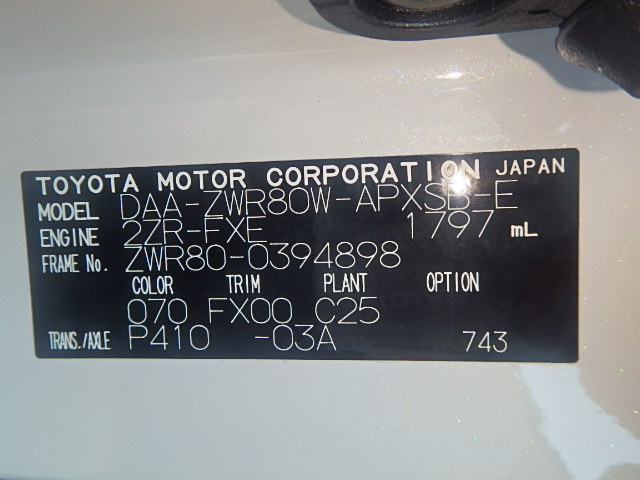 TOYOTA MOTOR CORPORATION JAPAN
MODEL DAA-ZWR80W-APXSB-E
ENGINE 2ZR-FXE 1797 mL
FRAME No. ZWR80-0394898
COLOR TRIM PLANT OPTION
070 FX00 C25
TRANS./AXLE P410 -03A 743